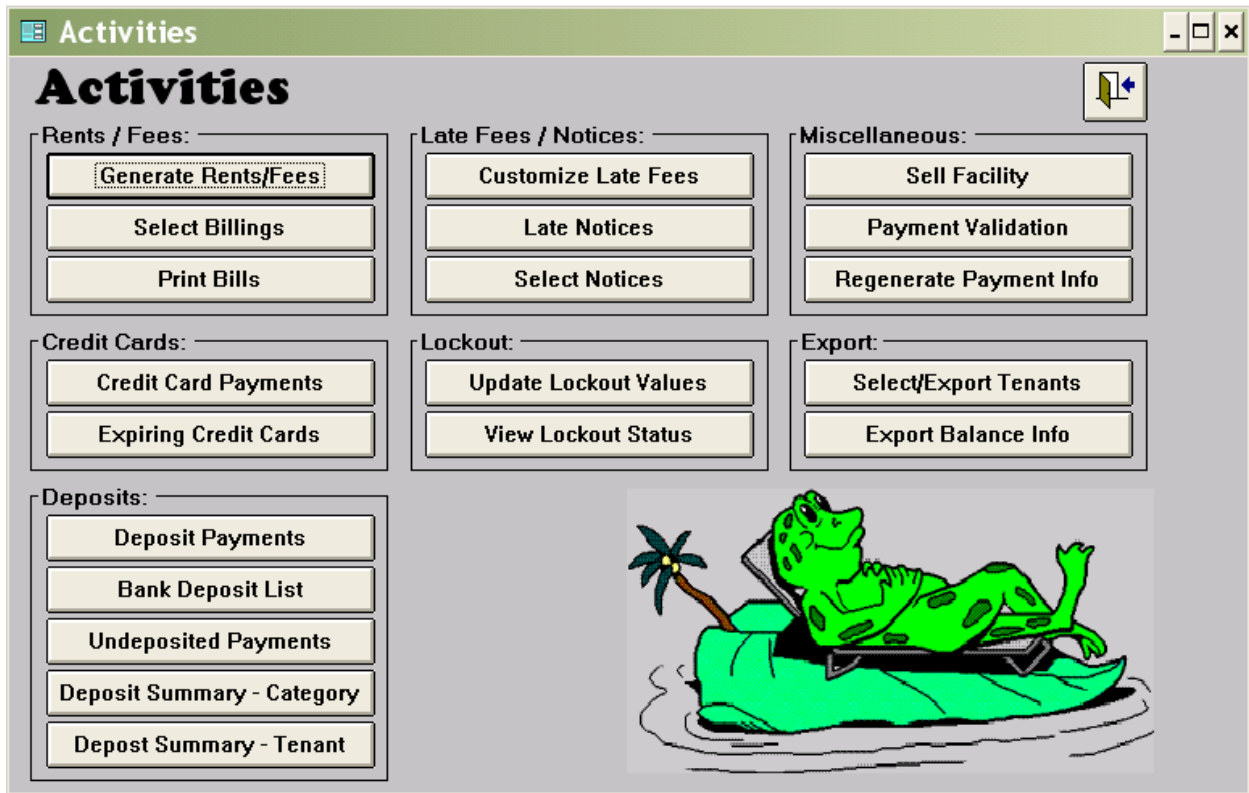 Activities
Activities
Rents / Fees:
Generate Rents/Fees
Select Billings
Print Bills
Late Fees / Notices:
Customize Late Fees
Late Notices
Select Notices
Miscellaneous:
Sell Facility
Payment Validation
Regenerate Payment Info
Credit Cards:
Credit Card Payments
Expiring Credit Cards
Lockout:
Update Lockout Values
View Lockout Status
Export:
Select/Export Tenants
Export Balance Info
Deposits:
Deposit Payments
Bank Deposit List
Undeposited Payments
Deposit Summary - Category
Depost Summary - Tenant